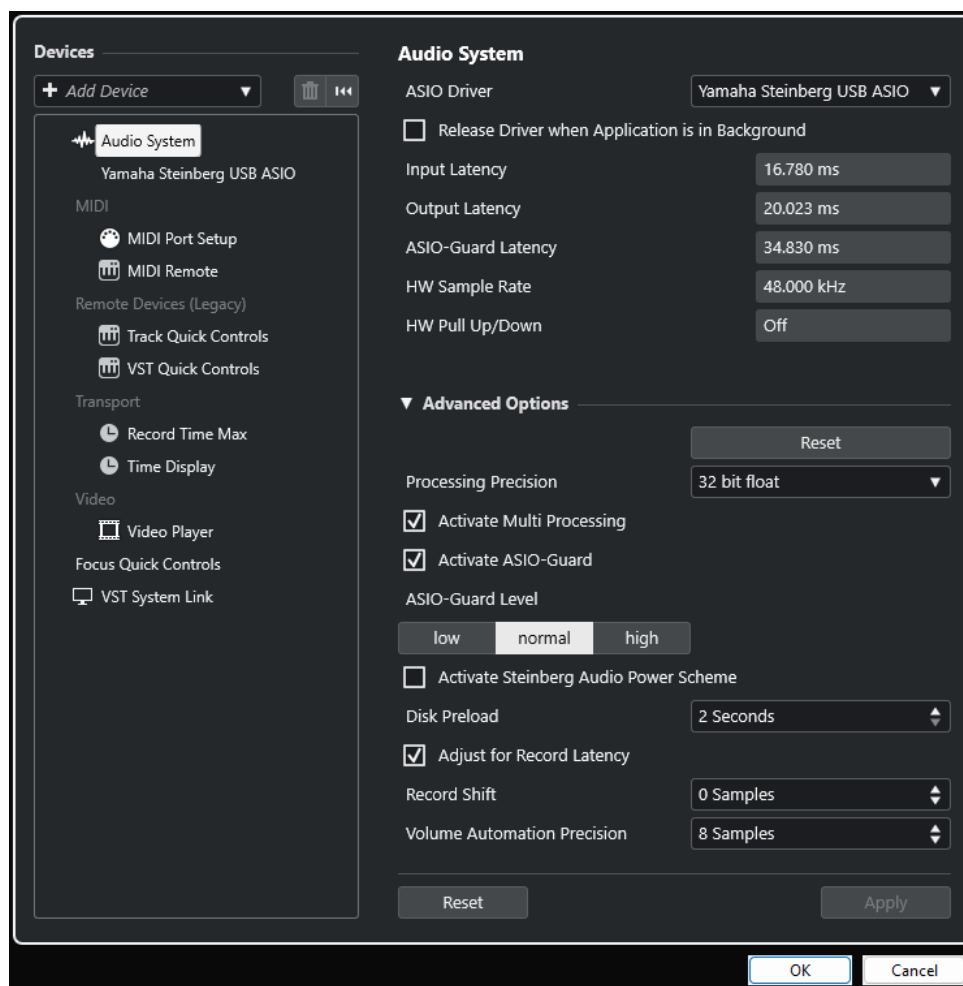 Devices
Add Device
Audio System
Yamaha Steinberg USB ASIO
MIDI
MIDI Port Setup
MIDI Remote
Remote Devices (Legacy)
Track Quick Controls
VST Quick Controls
Transport
Record Time Max
Time Display
Video
Video Player
Focus Quick Controls
VST System Link
Audio System
ASIO Driver Yamaha Steinberg USB ASIO
Release Driver when Application is in Background
Input Latency 16.780 ms
Output Latency 20.023 ms
ASIO-Guard Latency 34.830 ms
HW Sample Rate 48.000 kHz
HW Pull Up/Down Off
Advanced Options
Reset
Processing Precision 32 bit float
Activate Multi Processing
Activate ASIO-Guard
ASIO-Guard Level
low normal high
Activate Steinberg Audio Power Scheme
Disk Preload 2 Seconds
Adjust for Record Latency
Record Shift 0 Samples
Volume Automation Precision 8 Samples
Reset Apply
OK Cancel